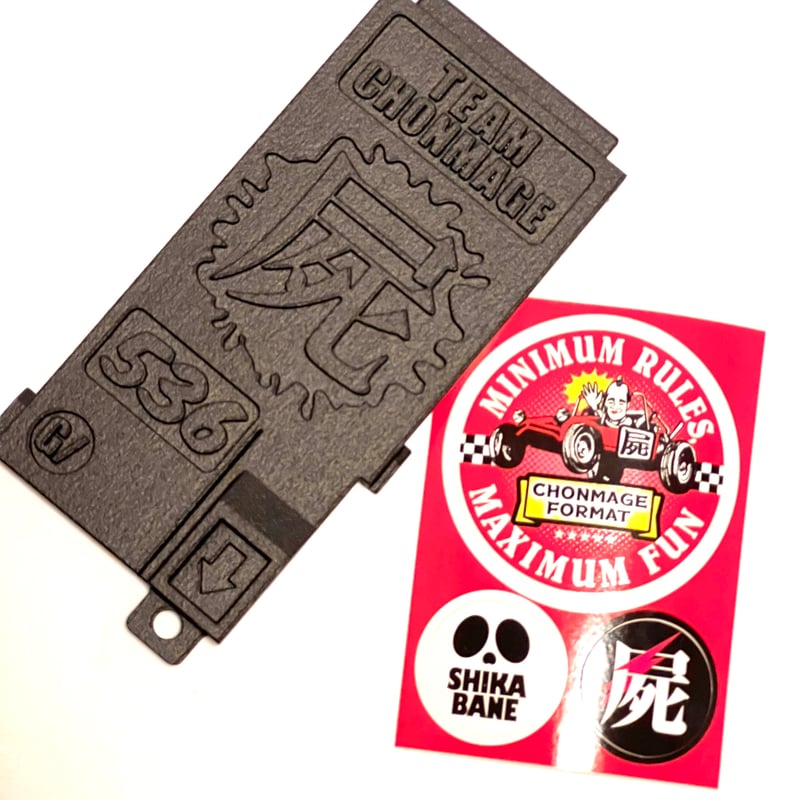 TEAM
CHONMAGE
屍
536
MINIMUM RULES,
屍
CHONMAGE
FORMAT
MAXIMUM FUN
SHIKA
BANE
屍